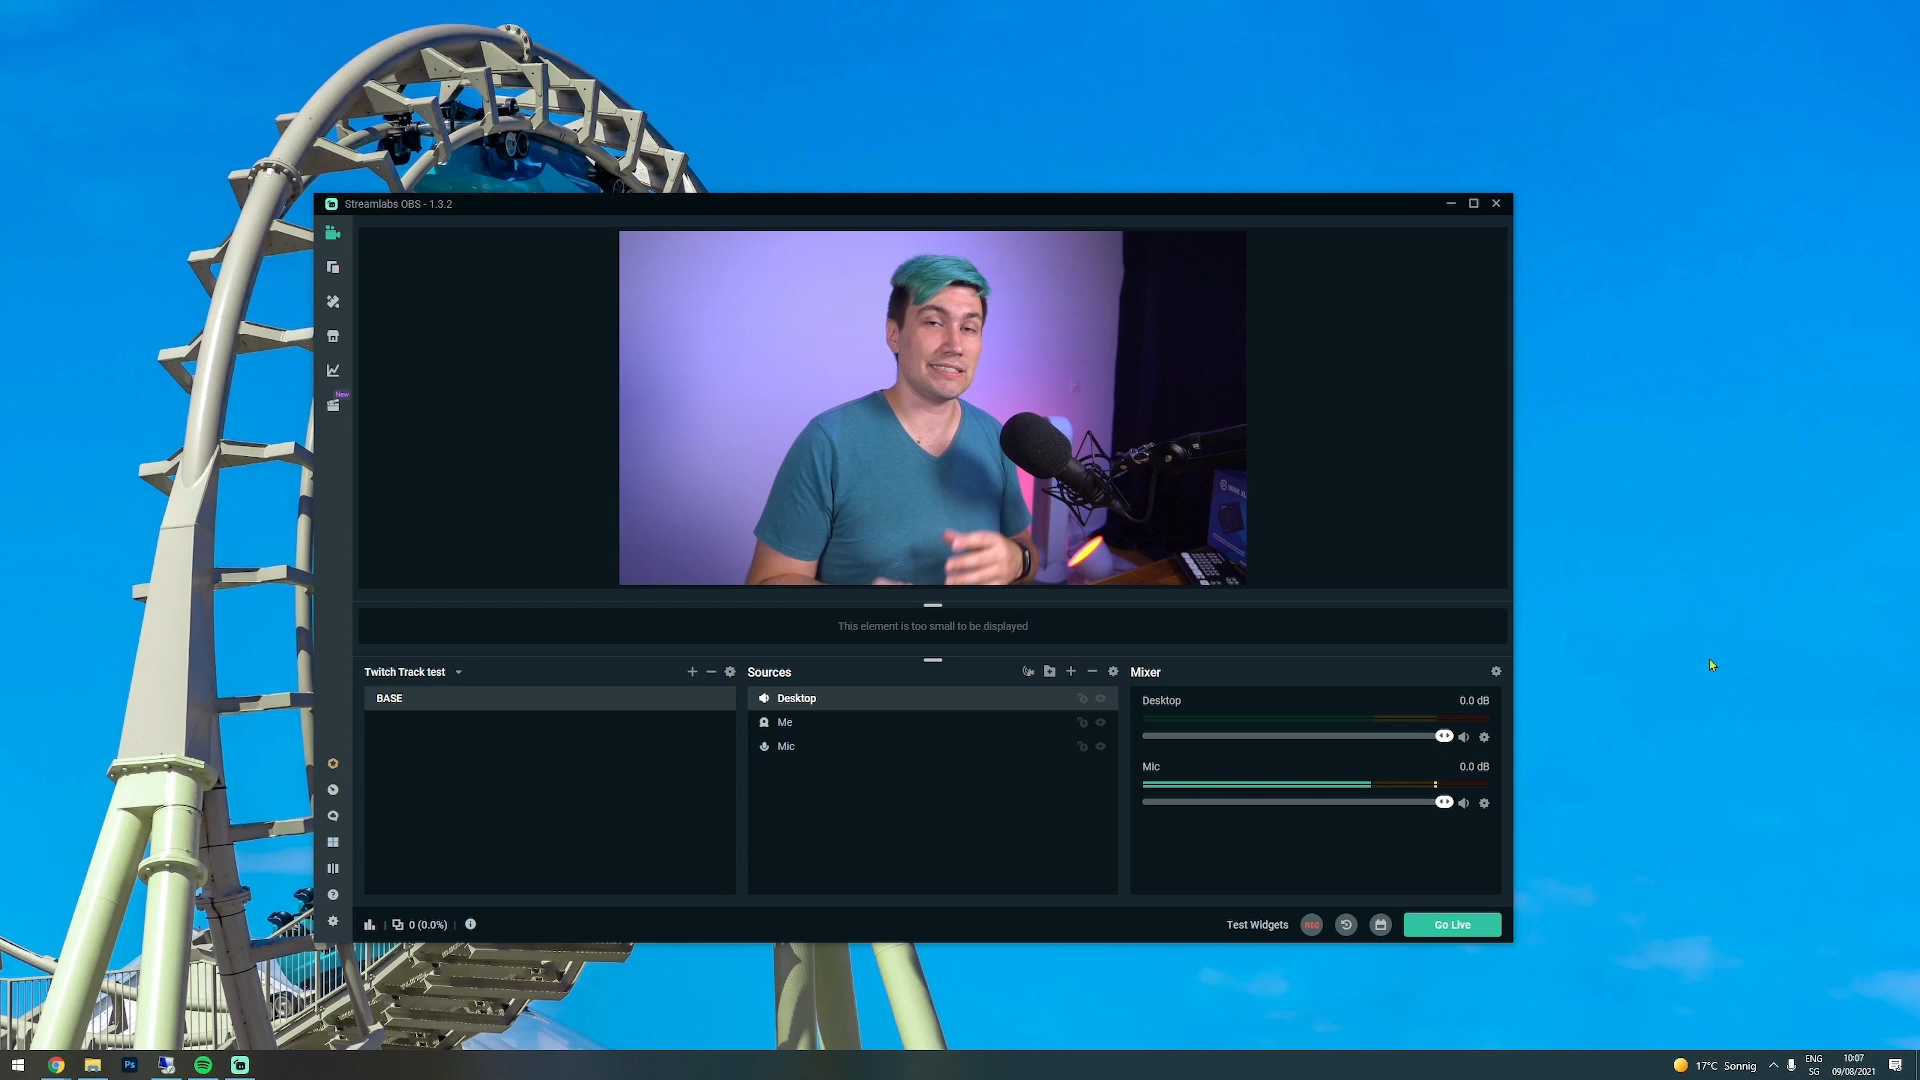 Streamlabs OBS - 1.3.2
New
This element is too small to be displayed
Twitch Track test
BASE
Sources
Desktop
Me
Mic
Mixer
Desktop
0.0 dB
Mic
0.0 dB
0 (0.0%)
Test Widgets
REC
Go Live
Ps
17°C Sonnig
ENG
SG
10:07
09/08/2021